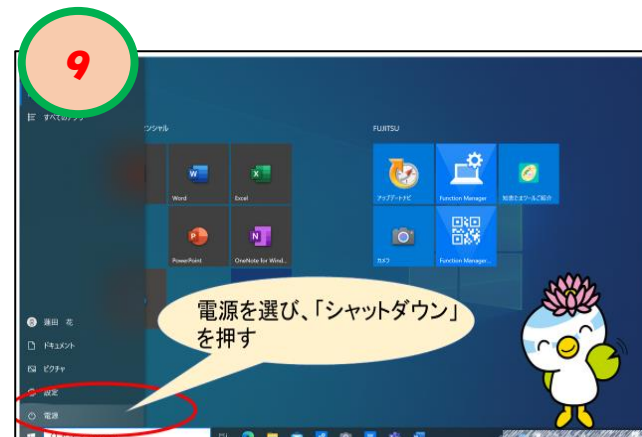 9
すべてのアプリ
FUJITSU
Word
Excel
アップデートナビ
Function Manager
PowerPoint
OneNote for Wind...
カメラ
Function Manager...
電源を選び、「シャットダウン」
を押す
蓮田 花
ドキュメント
ピクチャ
設定
電源